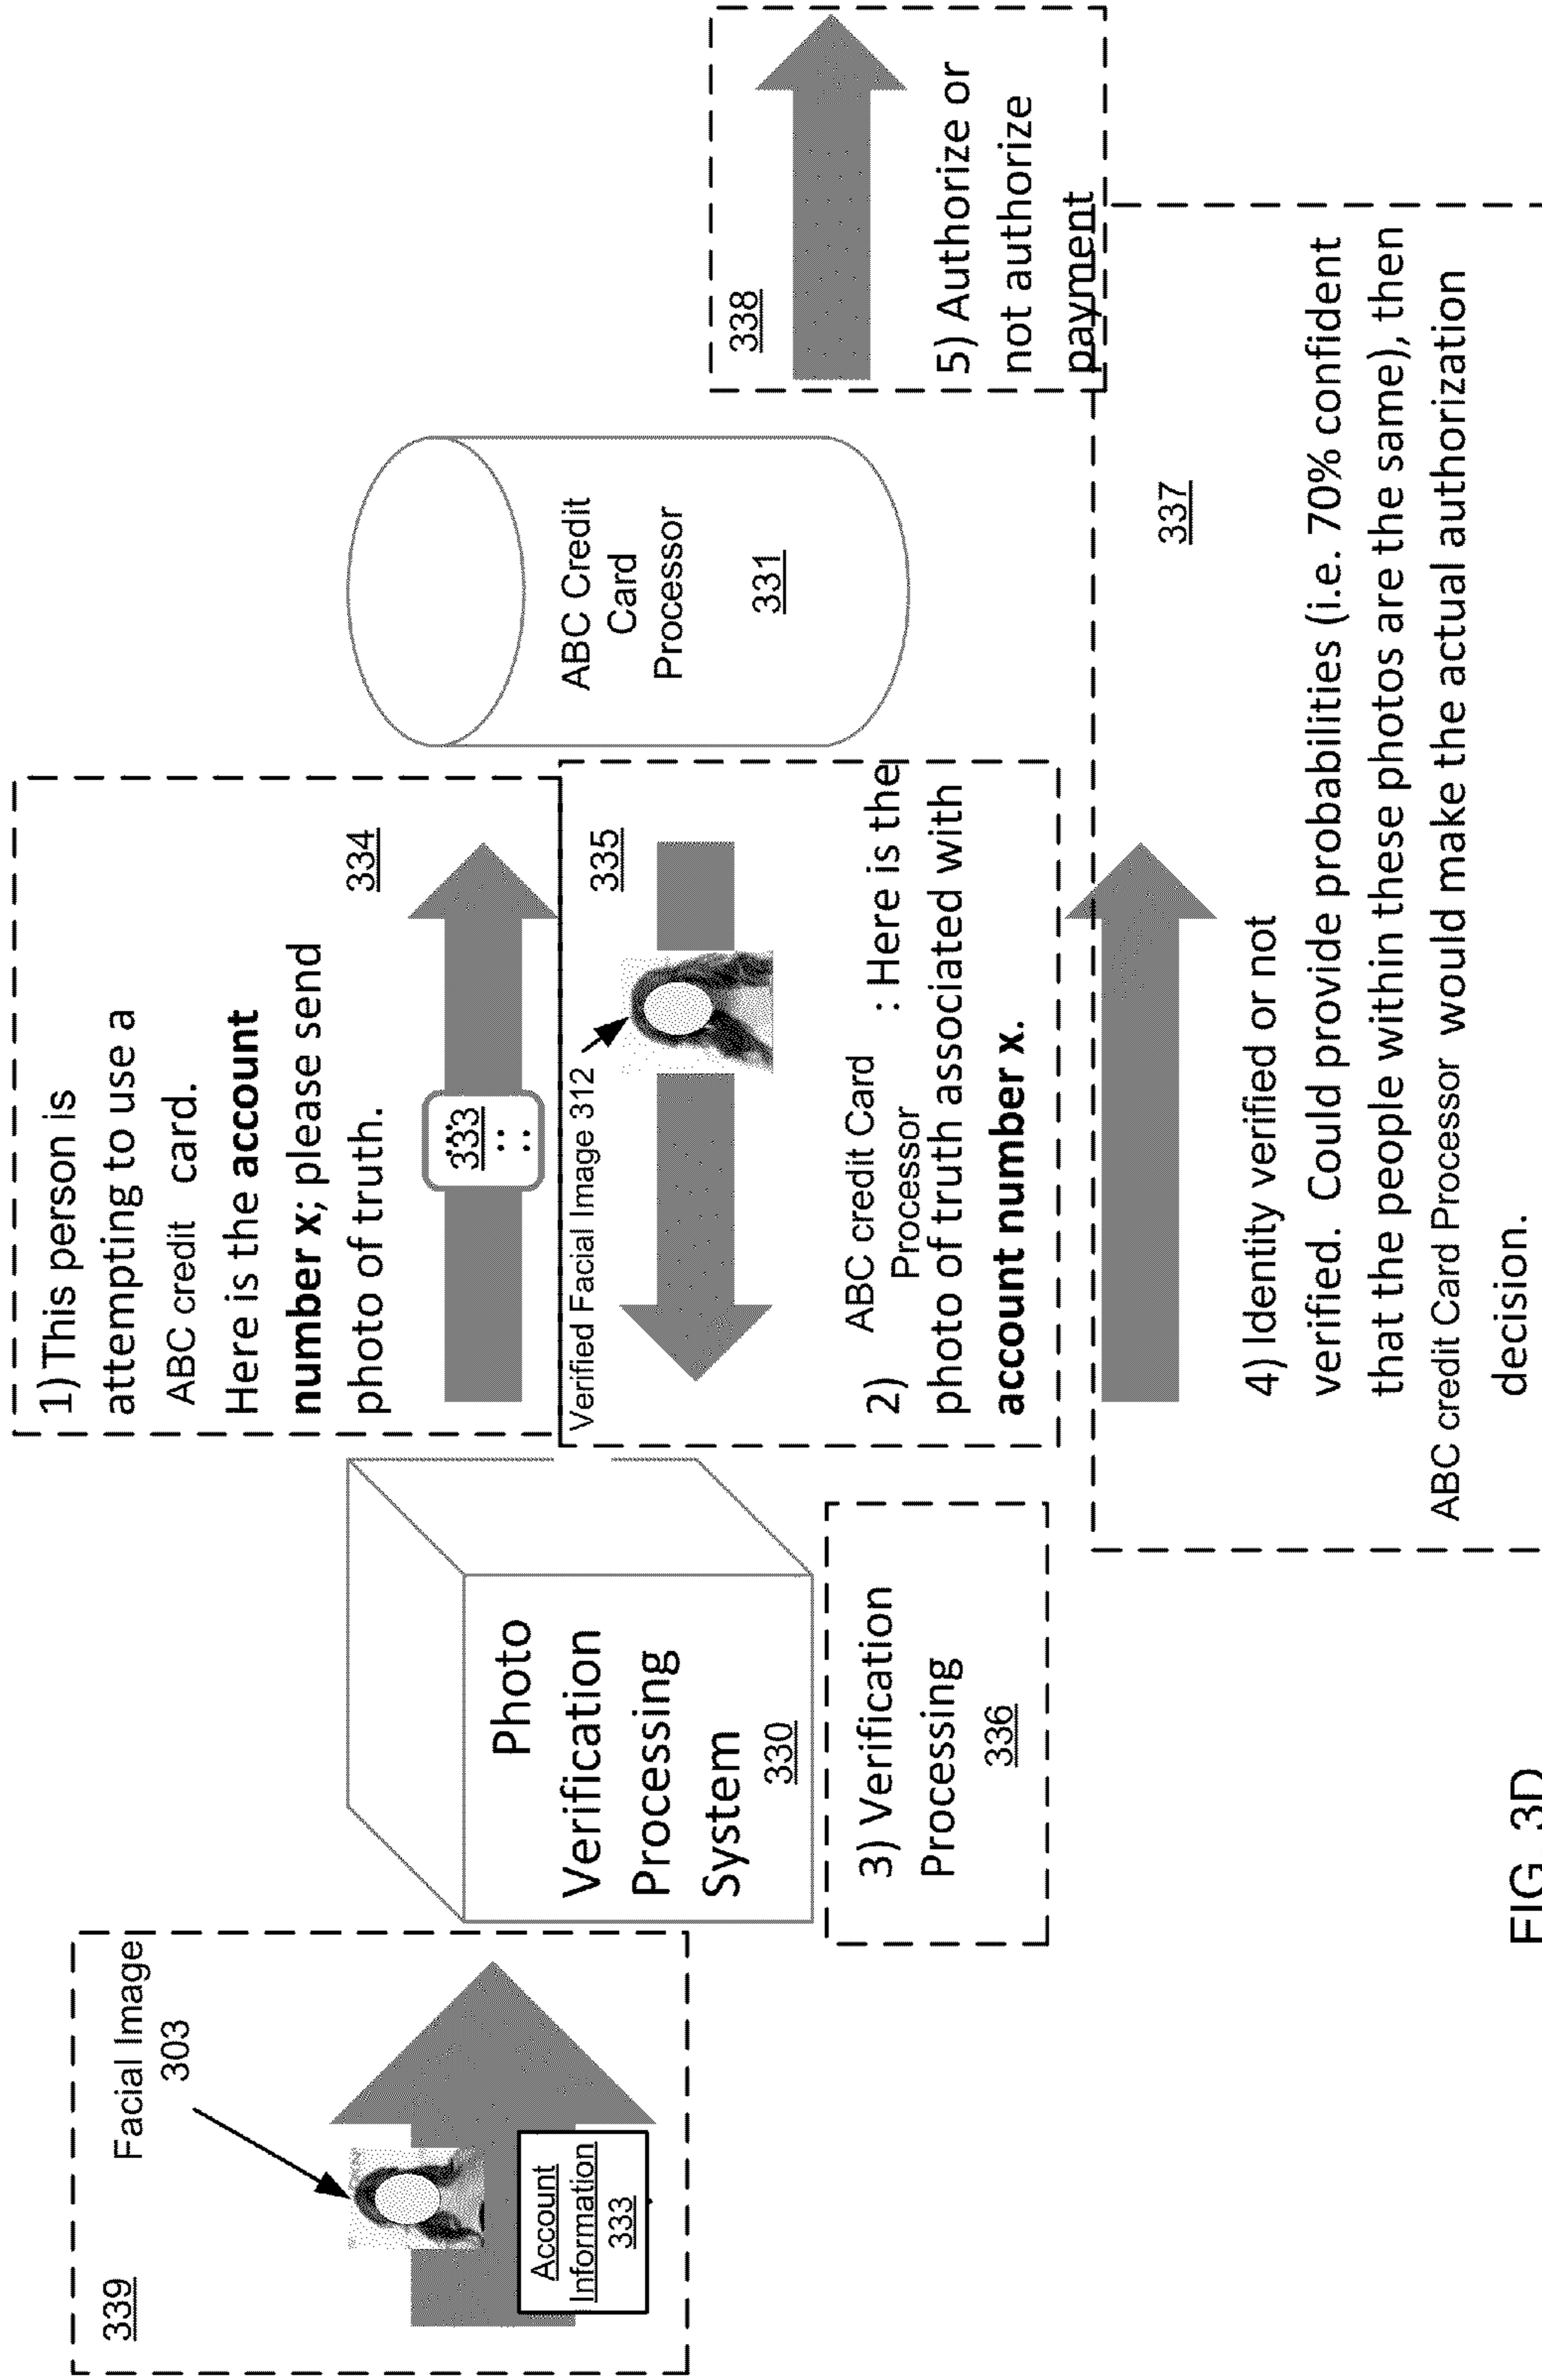 339
Facial Image
303
Account
Information
333
Photo
Verification
Processing
System
330
3) Verification
Processing
336
1) This person is
attempting to use a
ABC credit card.
Here is the account
number x; please send
photo of truth.
334
333
Verified Facial Image 312
335
ABC credit Card
Processor
2) : Here is the
photo of truth associated with
account number x.
ABC Credit
Card
Processor
331
337
4) Identity verified or not
verified. Could provide probabilities (i.e. 70% confident
that the people within these photos are the same), then
ABC credit Card Processor would make the actual authorization
decision.
338
5) Authorize or
not authorize
payment
FIG. 3D